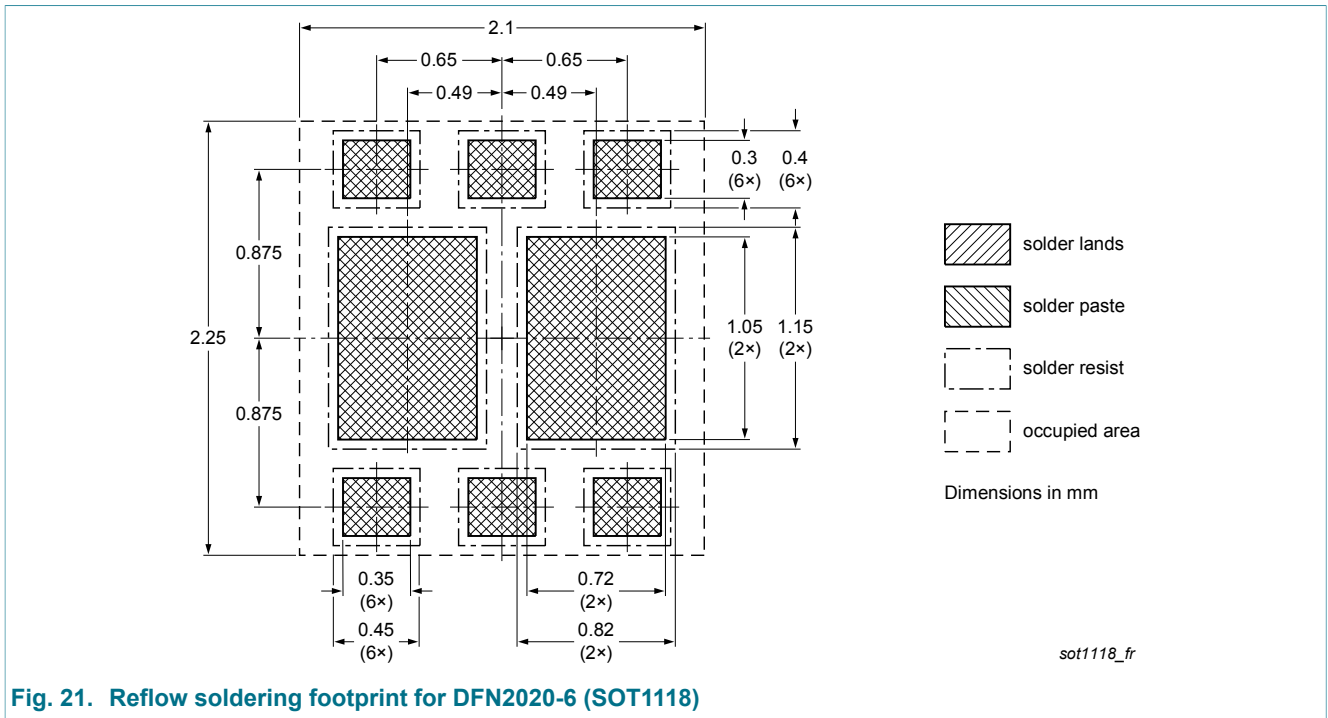 2.1
0.65 0.65
0.49 0.49
0.3 0.4
(6×) (6×)
0.875
2.25
1.05 1.15
(2×) (2×)
0.875
0.35 0.72
(6×) (2×)
0.45 0.82
(6×) (2×)
solder lands
solder paste
solder resist
occupied area
Dimensions in mm
sot1118_fr
Fig. 21. Reflow soldering footprint for DFN2020-6 (SOT1118)